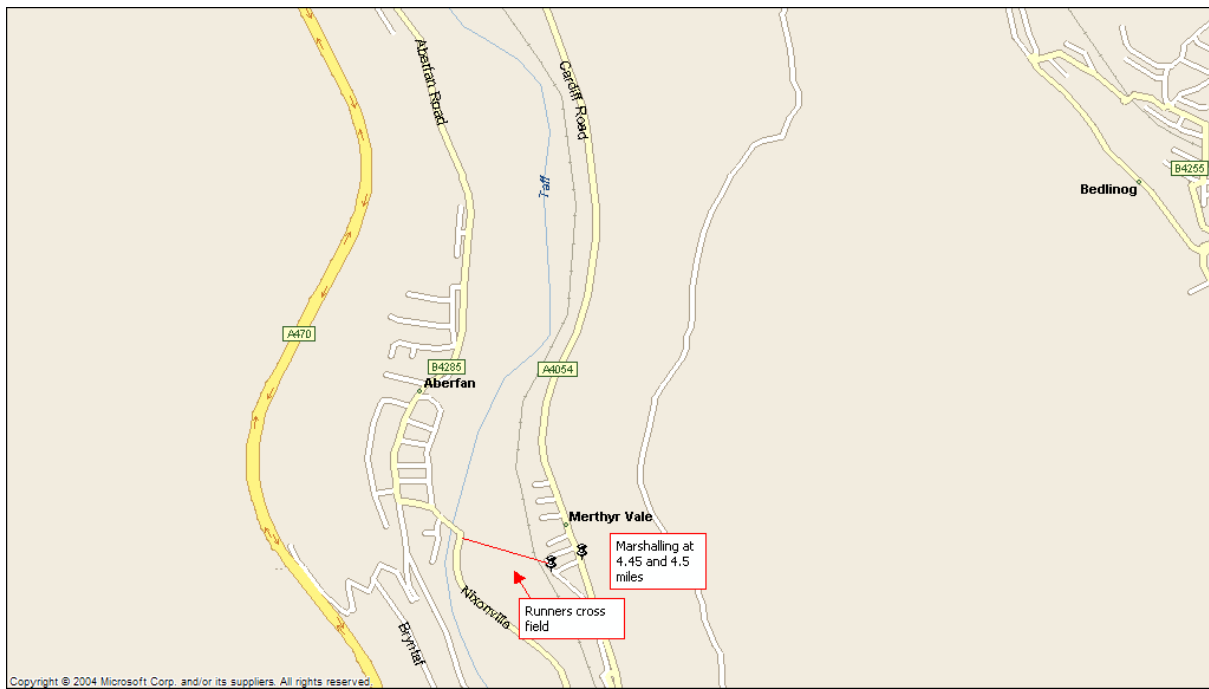 Aberfan Road
Cardiff Road
Taff
B4255
Bedlinog
A470
B4285
A4054
Aberfan
Merthyr Vale
Marshalling at
4.45 and 4.5
miles
Runners cross
field
Nixonville
Bryntaf
Copyright © 2004 Microsoft Corp. and/or its suppliers. All rights reserved.